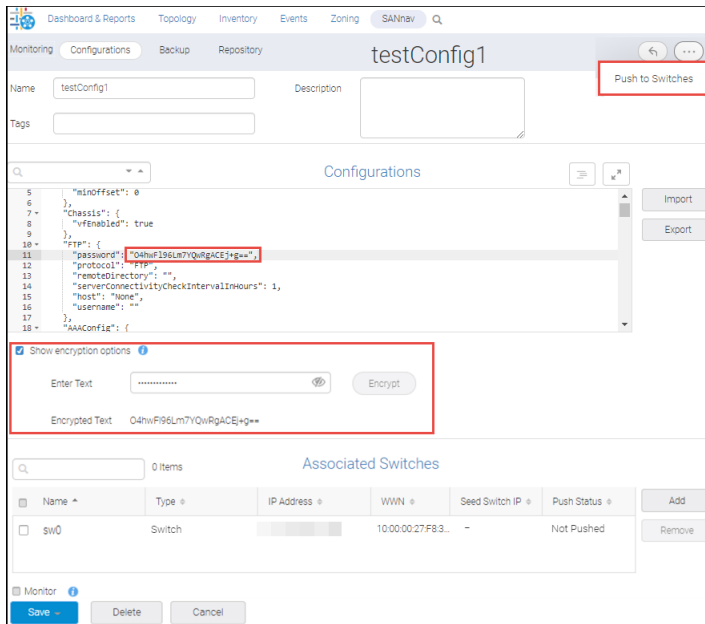 Dashboard & Reports Topology Inventory Events Zoning SANnav
Monitoring Configurations Backup Repository testConfig1
Push to Switches
Name testConfig1 Description
Tags
Configurations
5 "minOffset": 0
6 },
7 "Chassis": {
8 "vfEnabled": true
9 },
10 "FTP": {
11 "password": "O4hwFl96Lm7YQwRgACEj+g==",
12 "protocol": "FTP",
13 "remoteDirectory": "",
14 "serverConnectivityCheckIntervalInHours": 1,
15 "host": "None",
16 "username": ""
17 },
18 "AAAConfig": {
Import
Export
Show encryption options
Enter Text ············· Encrypt
Encrypted Text O4hwFl96Lm7YQwRgACEj+g==
0 Items Associated Switches
Name Type IP Address WWN Seed Switch IP Push Status Add
sw0 Switch 10:00:00:27:F8:3... – Not Pushed Remove
Monitor
Save Delete Cancel